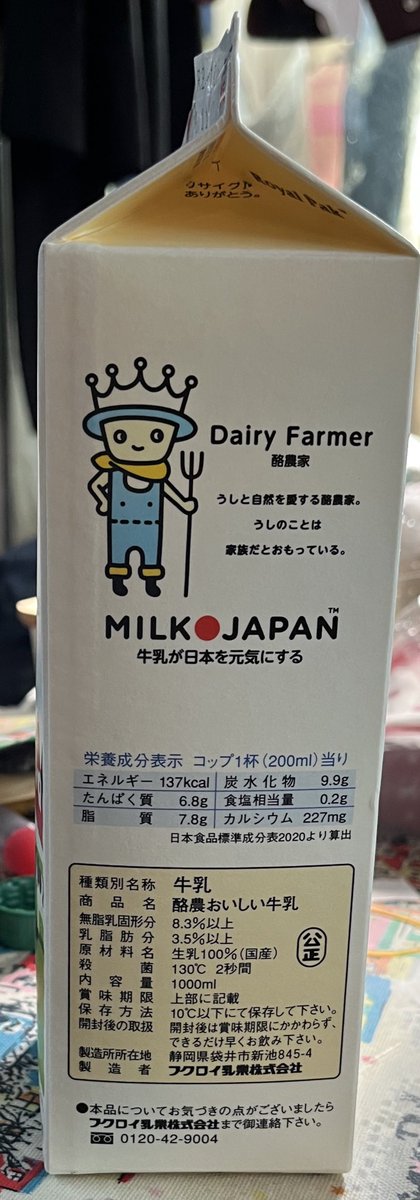 リサイクル
ありがとう。
Royal Pak
Dairy Farmer
酪農家
うしと自然を愛する酪農家。
うしのことは
家族だとおもっている。
MILK JAPAN™
牛乳が日本を元気にする
栄養成分表示 コップ1杯(200ml)当り
エネルギー 137kcal 炭水化物 9.9g
たんぱく質 6.8g 食塩相当量 0.2g
脂質 7.8g カルシウム 227mg
日本食品標準成分表2020より算出
種類別名称 牛乳
商品名 酪農おいしい牛乳
無脂乳固形分 8.3%以上
乳脂肪分 3.5%以上
原材料名 生乳100%(国産)
殺菌 130℃ 2秒間
内容量 1000ml
賞味期限 上部に記載
保存方法 10℃以下にて保存して下さい。
開封後の取扱 開封後は賞味期限にかかわらず、
できるだけ早くお飲み下さい。
製造所所在地 静岡県袋井市新池845-4
製造者 フクロイ乳業株式会社
公正
●本品についてお気づきの点がございましたら
フクロイ乳業株式会社まで御連絡下さい。
0120-42-9004